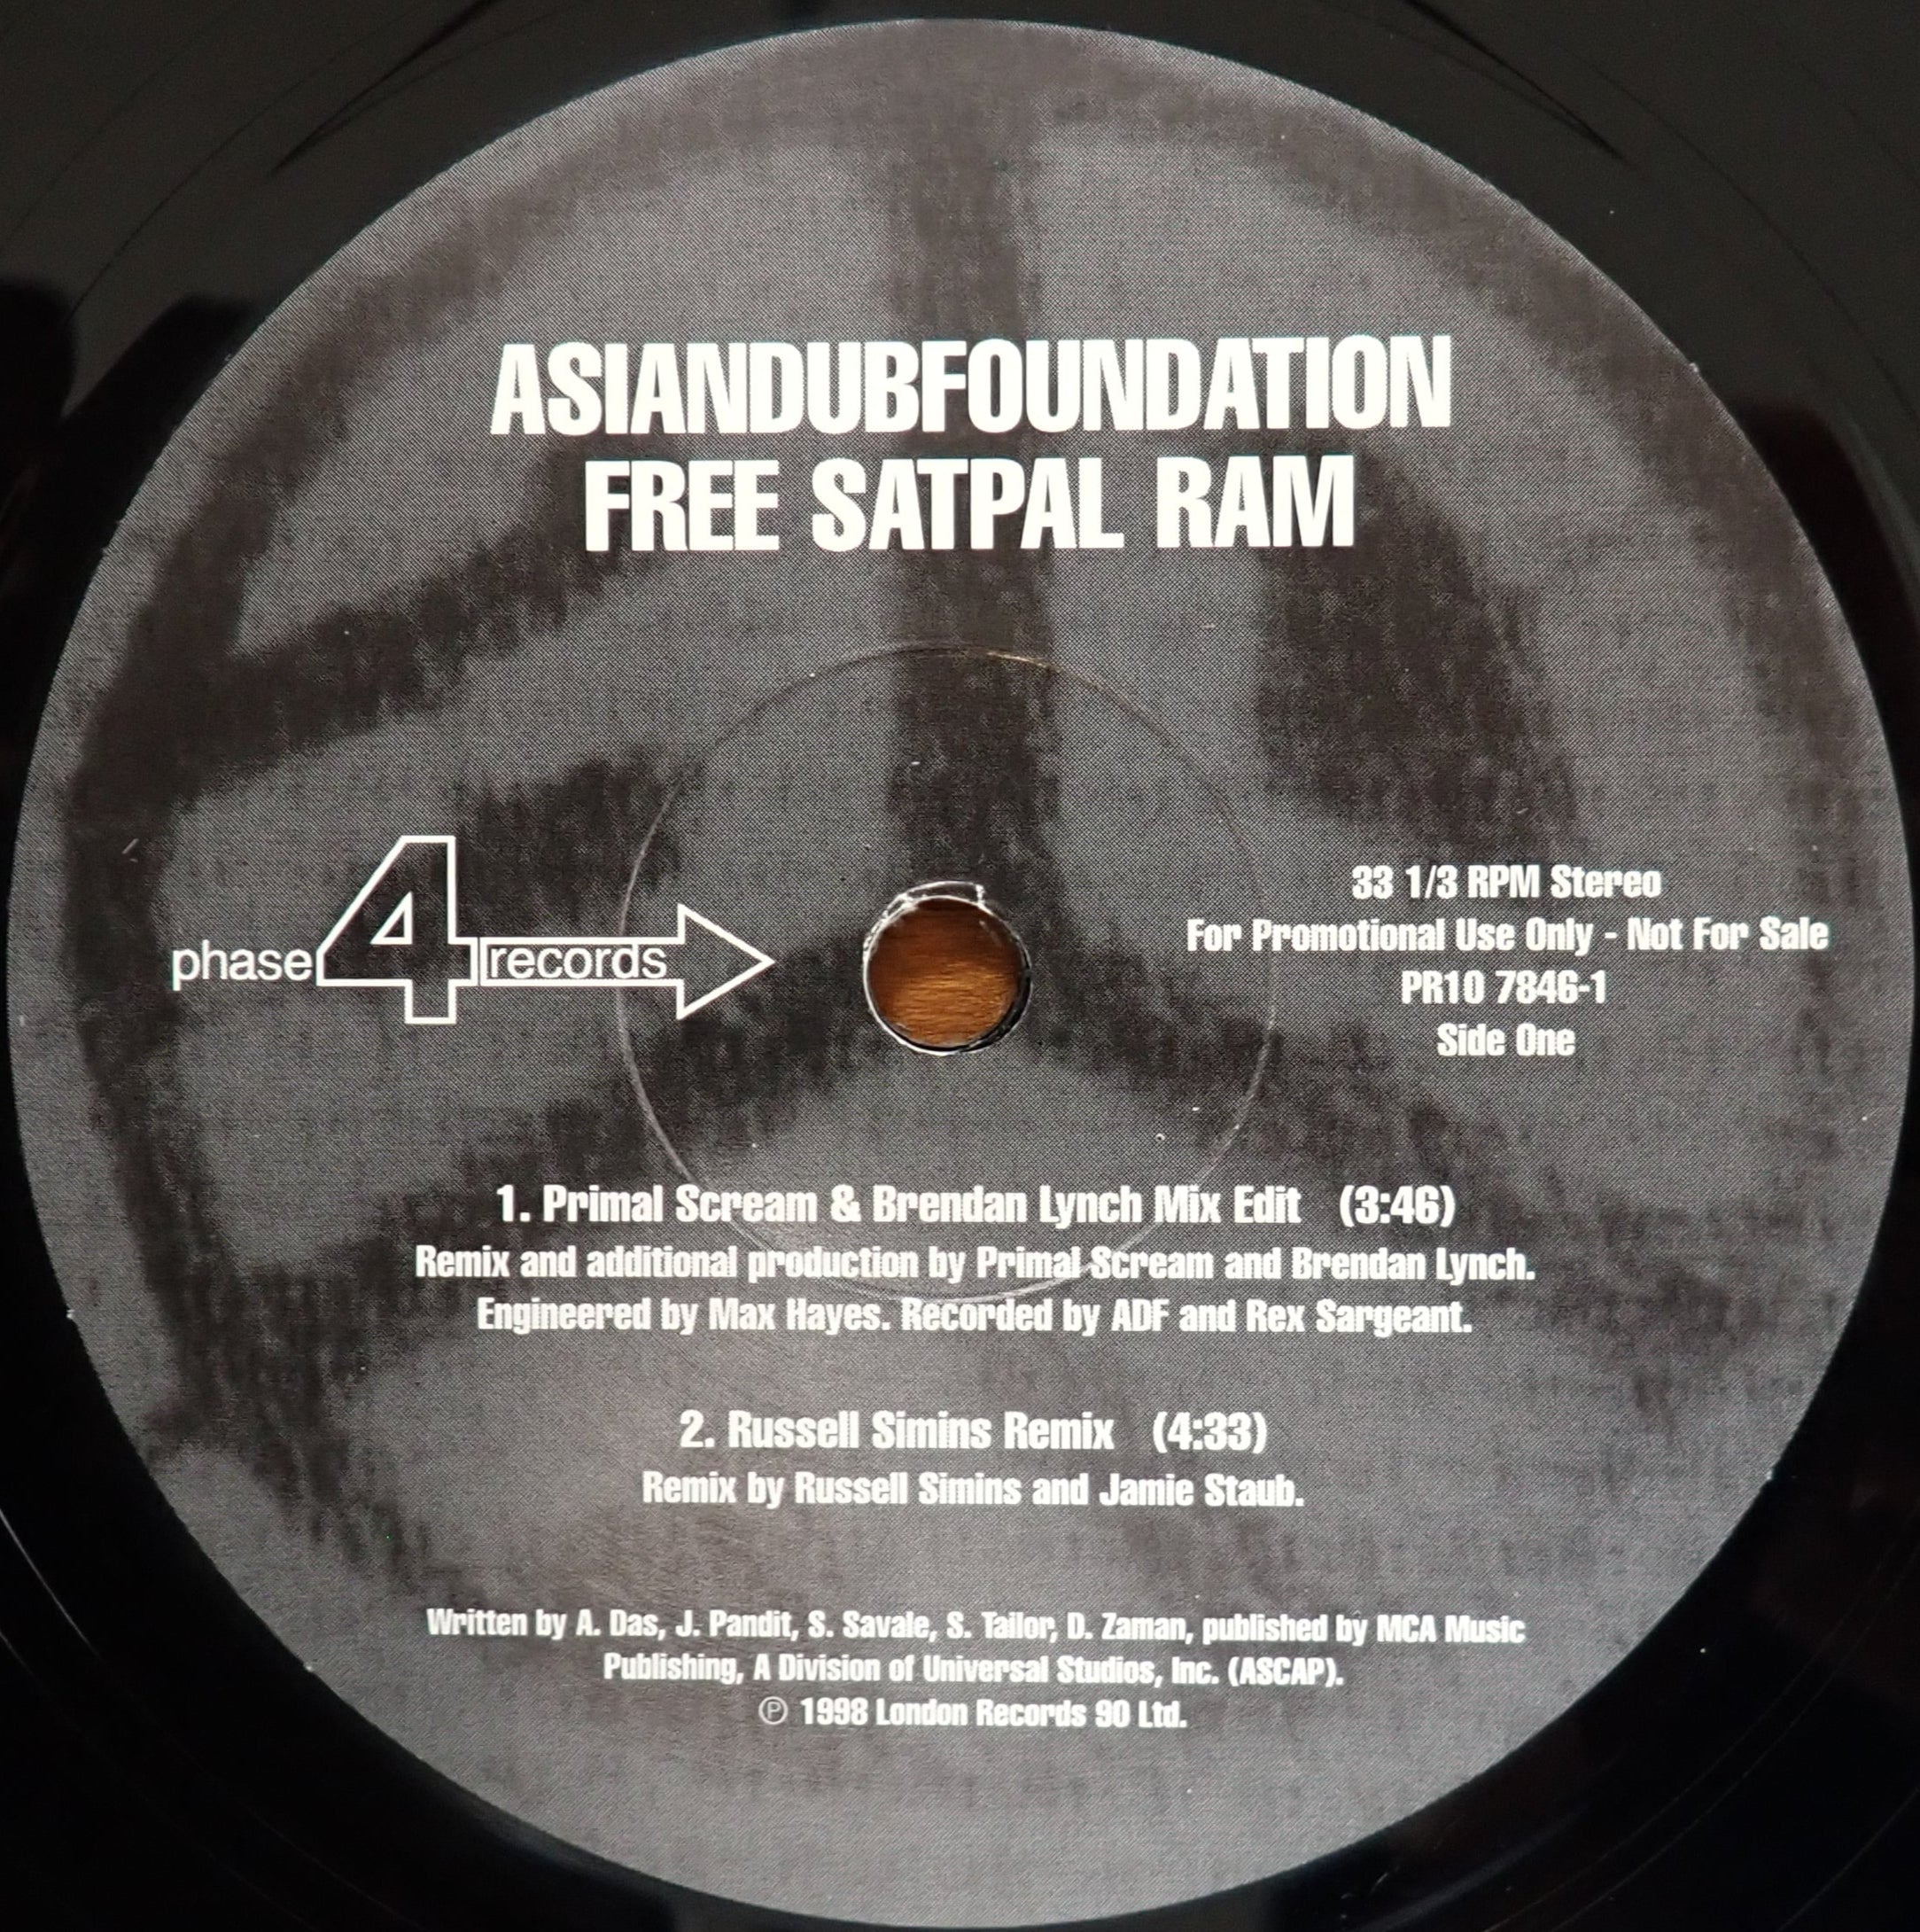 ASIANDUBFOUNDATION
FREE SATPAL RAM
phase 4 records
33 1/3 RPM Stereo
For Promotional Use Only - Not For Sale
PR10 7846-1
Side One
1. Primal Scream & Brendan Lynch Mix Edit (3:46)
Remix and additional production by Primal Scream and Brendan Lynch.
Engineered by Max Hayes. Recorded by ADF and Rex Sargeant.
2. Russell Simins Remix (4:33)
Remix by Russell Simins and Jamie Staub.
Written by A. Das, J. Pandit, S. Savale, S. Tailor, D. Zaman, published by MCA Music
Publishing, A Division of Universal Studios, Inc. (ASCAP).
℗ 1998 London Records 90 Ltd.